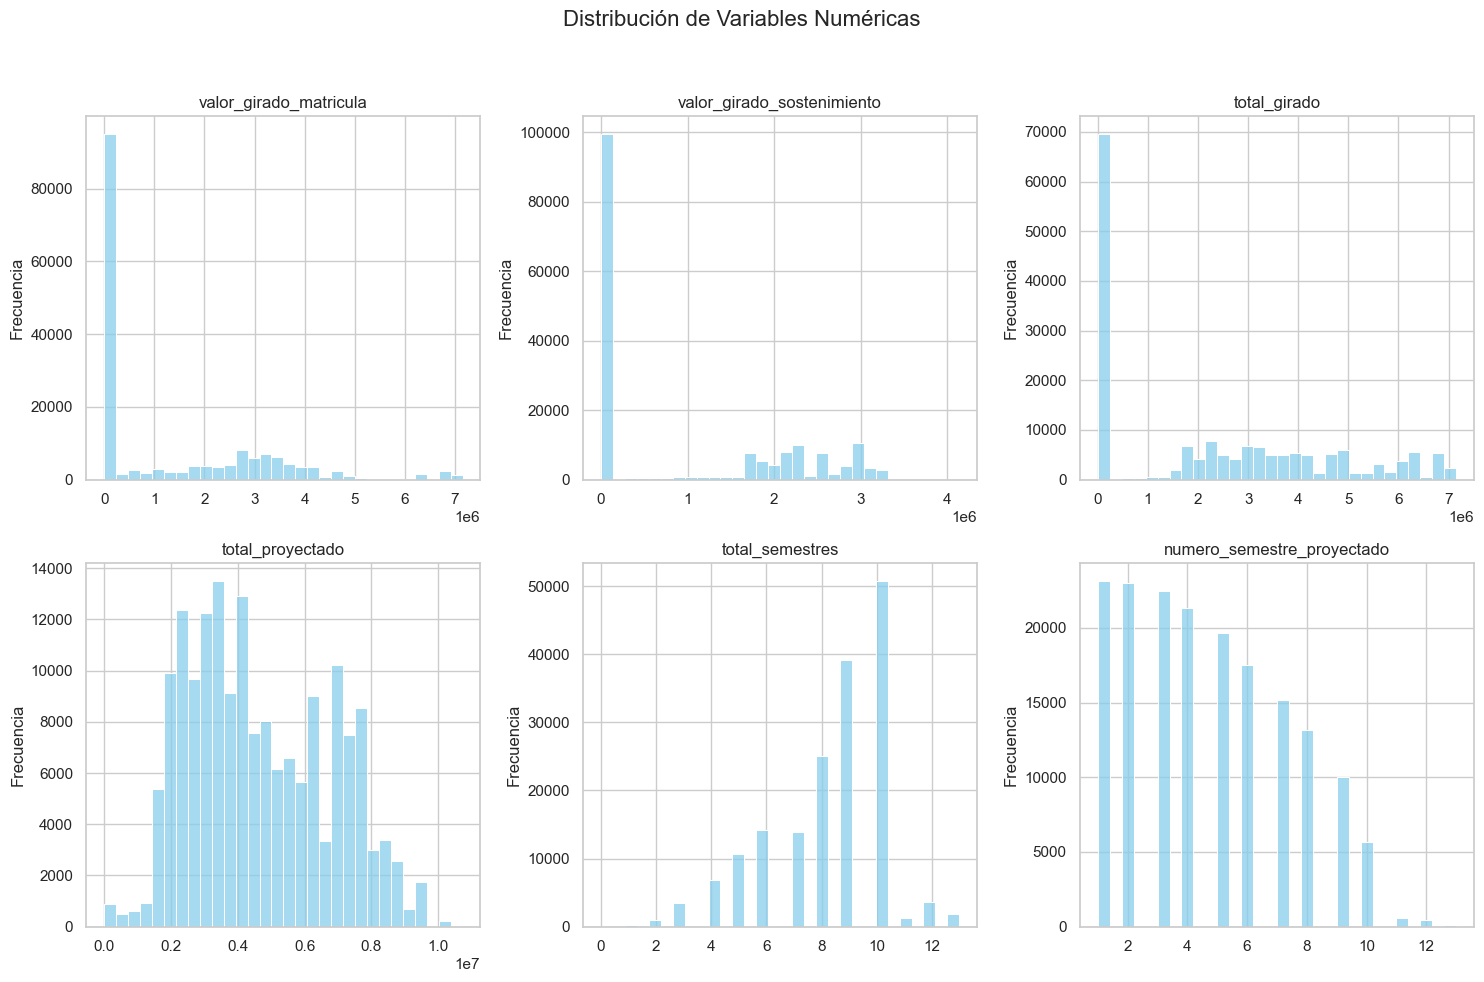 Distribución de Variables Numéricas
valor_girado_matricula
Frecuencia
80000
60000
40000
20000
0
0 1 2 3 4 5 6 7
1e6
valor_girado_sostenimiento
Frecuencia
100000
80000
60000
40000
20000
0
0 1 2 3 4
1e6
total_girado
Frecuencia
70000
60000
50000
40000
30000
20000
10000
0
0 1 2 3 4 5 6 7
1e6
total_proyectado
Frecuencia
14000
12000
10000
8000
6000
4000
2000
0
0.0 0.2 0.4 0.6 0.8 1.0
1e7
total_semestres
Frecuencia
50000
40000
30000
20000
10000
0
0 2 4 6 8 10 12
numero_semestre_proyectado
Frecuencia
20000
15000
10000
5000
0
2 4 6 8 10 12